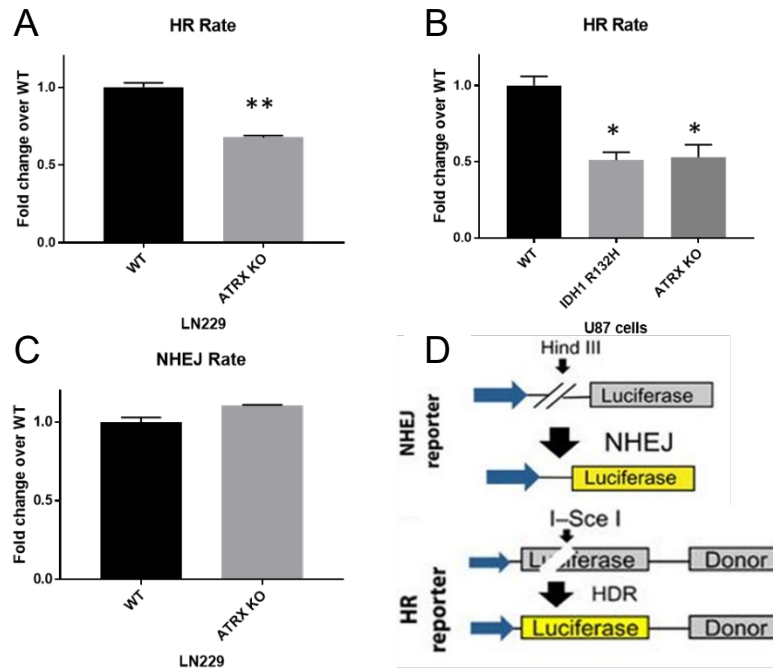 A
HR Rate
Fold change over WT
1.0
0.5
0.0
**
WT
ATRX KO
LN229
B
HR Rate
Fold change over WT
1.0
0.5
0.0
*
*
WT
IDH1 R132H
ATRX KO
U87 cells
C
NHEJ Rate
Fold change over WT
1.0
0.5
0.0
WT
ATRX KO
LN229
D
NHEJ
reporter
Hind III
Luciferase
NHEJ
Luciferase
HR
reporter
I–Sce I
Luciferase
Donor
HDR
Luciferase
Donor